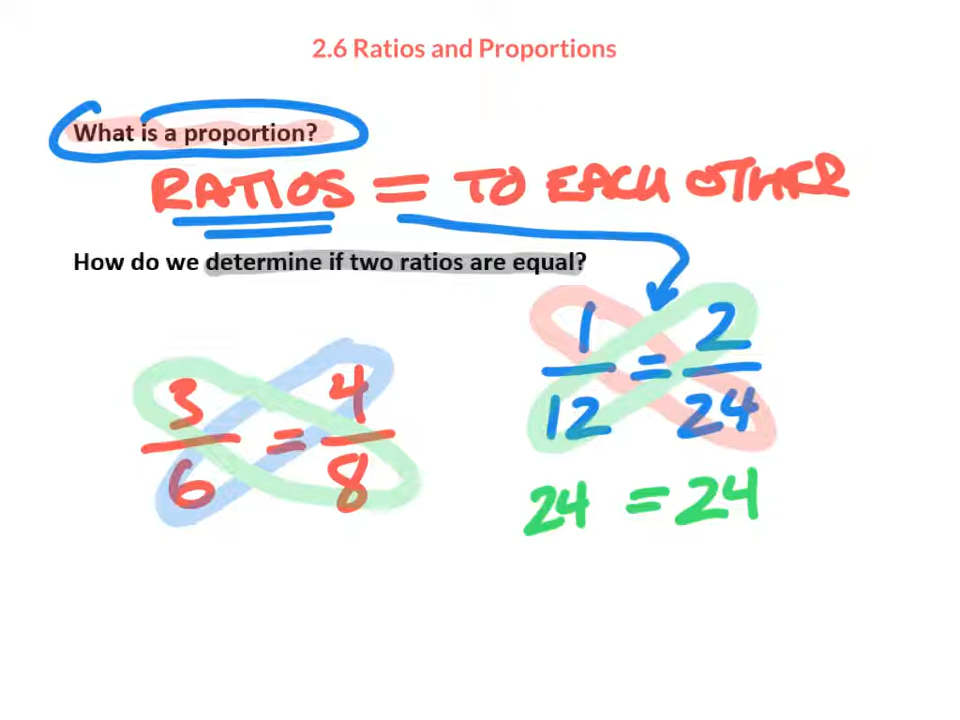 2.6 Ratios and Proportions
What is a proportion?
RATIOS = TO EACH OTHER
How do we determine if two ratios are equal?
3/6 = 4/8
1/12 = 2/24
24 = 24